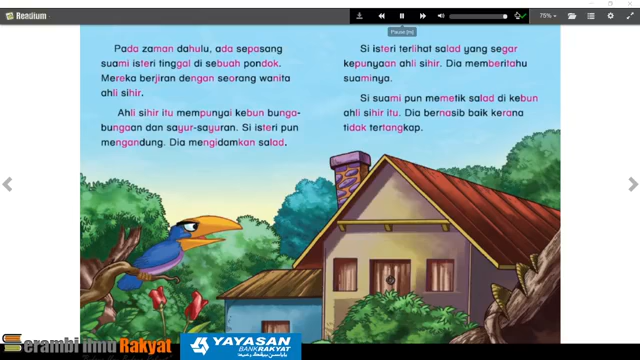 Readium
Pause [m]
75%
Pada zaman dahulu, ada sepasang
suami isteri tinggal di sebuah pondok.
Mereka berjiran dengan seorang wanita
ahli sihir.
Ahli sihir itu mempunyai kebun bunga-
bungaan dan sayur-sayuran. Si isteri pun
mengandung. Dia mengidamkan salad.
Si isteri terlihat salad yang segar
kepunyaan ahli sihir. Dia memberitahu
suaminya.
Si suami pun memetik salad di kebun
ahli sihir itu. Dia bernasib baik kerana
tidak tertangkap.
Serambi Ilmu Rakyat
YAYASAN
BANK RAKYAT